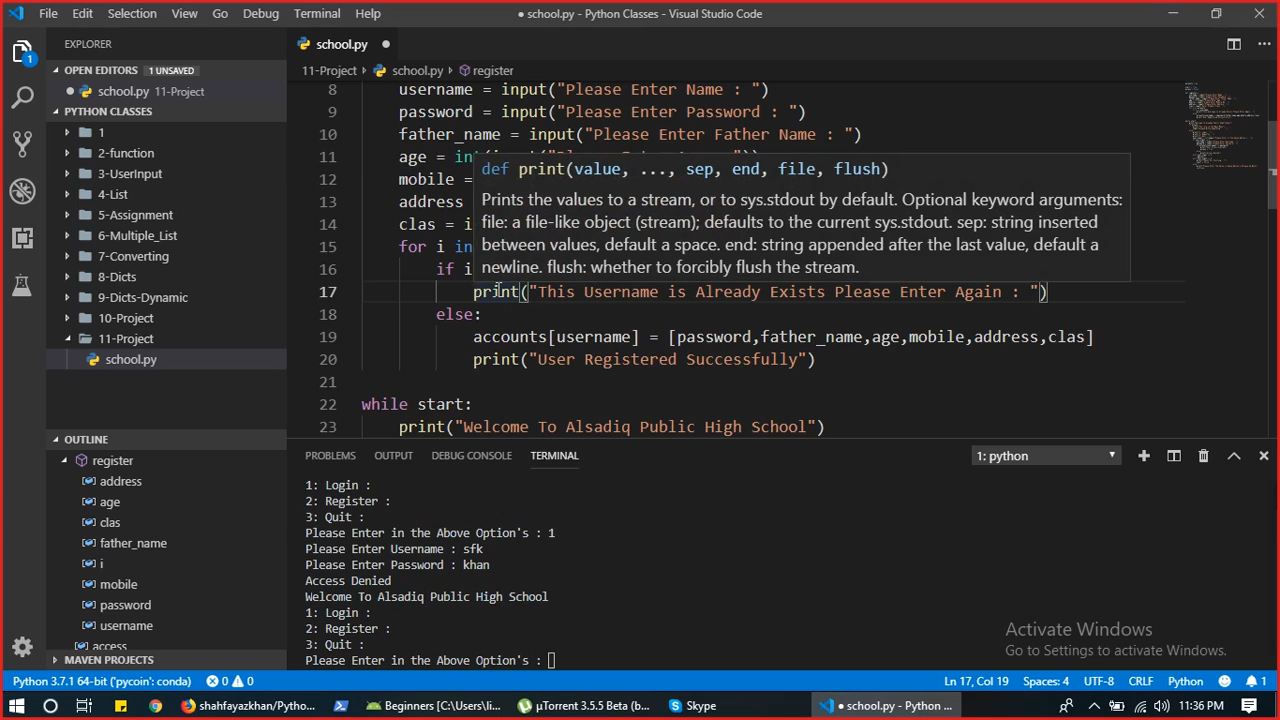 File Edit Selection View Go Debug Terminal Help
● school.py - Python Classes - Visual Studio Code
EXPLORER
school.py ●
OPEN EDITORS 1 UNSAVED
● school.py 11-Project
11-Project > school.py > register
PYTHON CLASSES
1
2-function
3-UserInput
4-List
5-Assignment
6-Multiple_List
7-Converting
8-Dicts
9-Dicts-Dynamic
10-Project
11-Project
school.py
8 username = input("Please Enter Name : ")
9 password = input("Please Enter Password : ")
10 father_name = input("Please Enter Father Name : ")
11 age = int(
12 mobile =
13 address
14 clas = i
15 for i in
16 if i
def print(value, ..., sep, end, file, flush)
Prints the values to a stream, or to sys.stdout by default. Optional keyword arguments:
file: a file-like object (stream); defaults to the current sys.stdout. sep: string inserted
between values, default a space. end: string appended after the last value, default a
newline. flush: whether to forcibly flush the stream.
17 print("This Username is Already Exists Please Enter Again : ")
18 else:
19 accounts[username] = [password,father_name,age,mobile,address,clas]
20 print("User Registered Successfully")
21
22 while start:
23 print("Welcome To Alsadiq Public High School")
OUTLINE
register
address
age
clas
father_name
i
mobile
password
username
access
MAVEN PROJECTS
PROBLEMS OUTPUT DEBUG CONSOLE TERMINAL 1: python
1: Login :
2: Register :
3: Quit :
Please Enter in the Above Option's : 1
Please Enter Username : sfk
Please Enter Password : khan
Access Denied
Welcome To Alsadiq Public High School
1: Login :
2: Register :
3: Quit :
Please Enter in the Above Option's :
Activate Windows
Go to Settings to activate Windows.
Python 3.7.1 64-bit ('pycoin': conda) 0 0 Ln 17, Col 19 Spaces: 4 UTF-8 CRLF Python 1
shahfayazkhan/Pytho... Beginners [C:\Users\li... µTorrent 3.5.5 Beta (b... Skype ● school.py - Python ... 11:36 PM